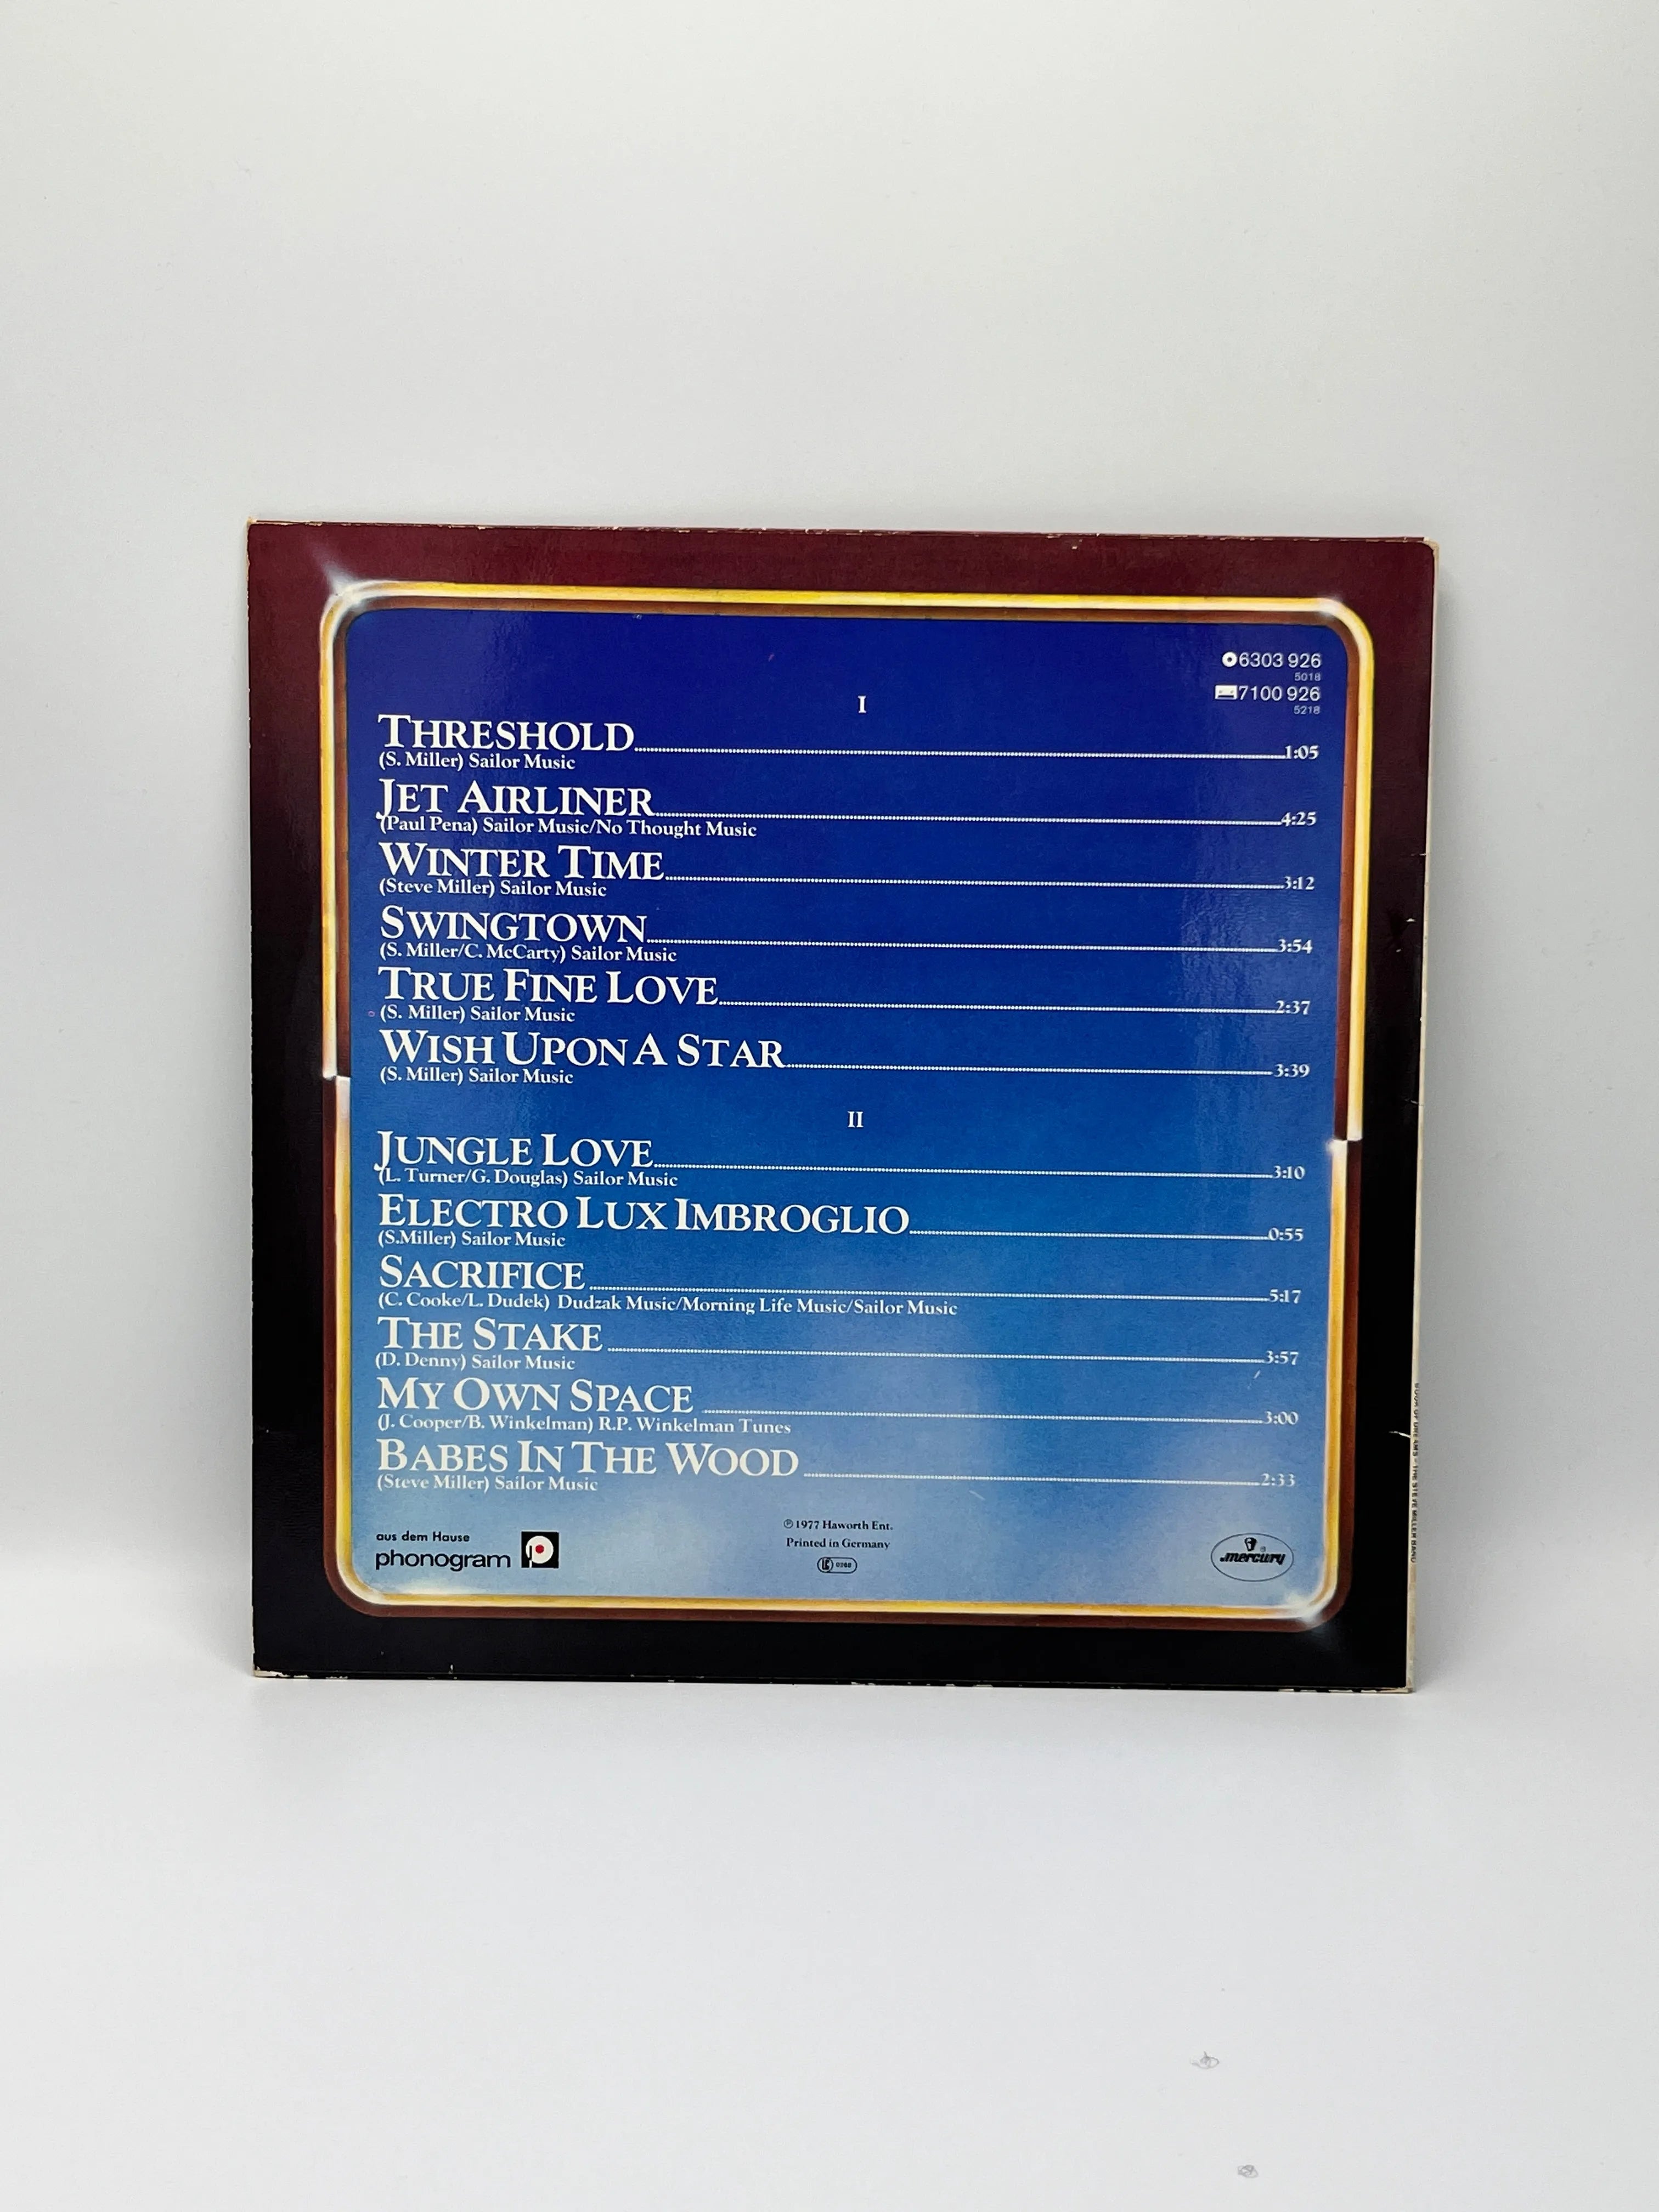 6303 926
5018
7100 926
5218
I
THRESHOLD 1:05
(S. Miller) Sailor Music
JET AIRLINER 4:25
(Paul Pena) Sailor Music/No Thought Music
WINTER TIME 3:12
(Steve Miller) Sailor Music
SWINGTOWN 3:54
(S. Miller/C. McCarty) Sailor Music
TRUE FINE LOVE 2:37
(S. Miller) Sailor Music
WISH UPON A STAR 3:39
(S. Miller) Sailor Music
II
JUNGLE LOVE 3:10
(L. Turner/G. Douglas) Sailor Music
ELECTRO LUX IMBROGLIO 0:55
(S.Miller) Sailor Music
SACRIFICE 5:17
(C. Cooke/L. Dudek) Dudzak Music/Morning Life Music/Sailor Music
THE STAKE 3:57
(D. Denny) Sailor Music
MY OWN SPACE 3:00
(J. Cooper/B. Winkelman) R.P. Winkelman Tunes
BABES IN THE WOOD 2:33
(Steve Miller) Sailor Music
aus dem Hause
phonogram
℗ 1977 Haworth Ent.
Printed in Germany
LC 0268
mercury
THE STEVE MILLER BAND